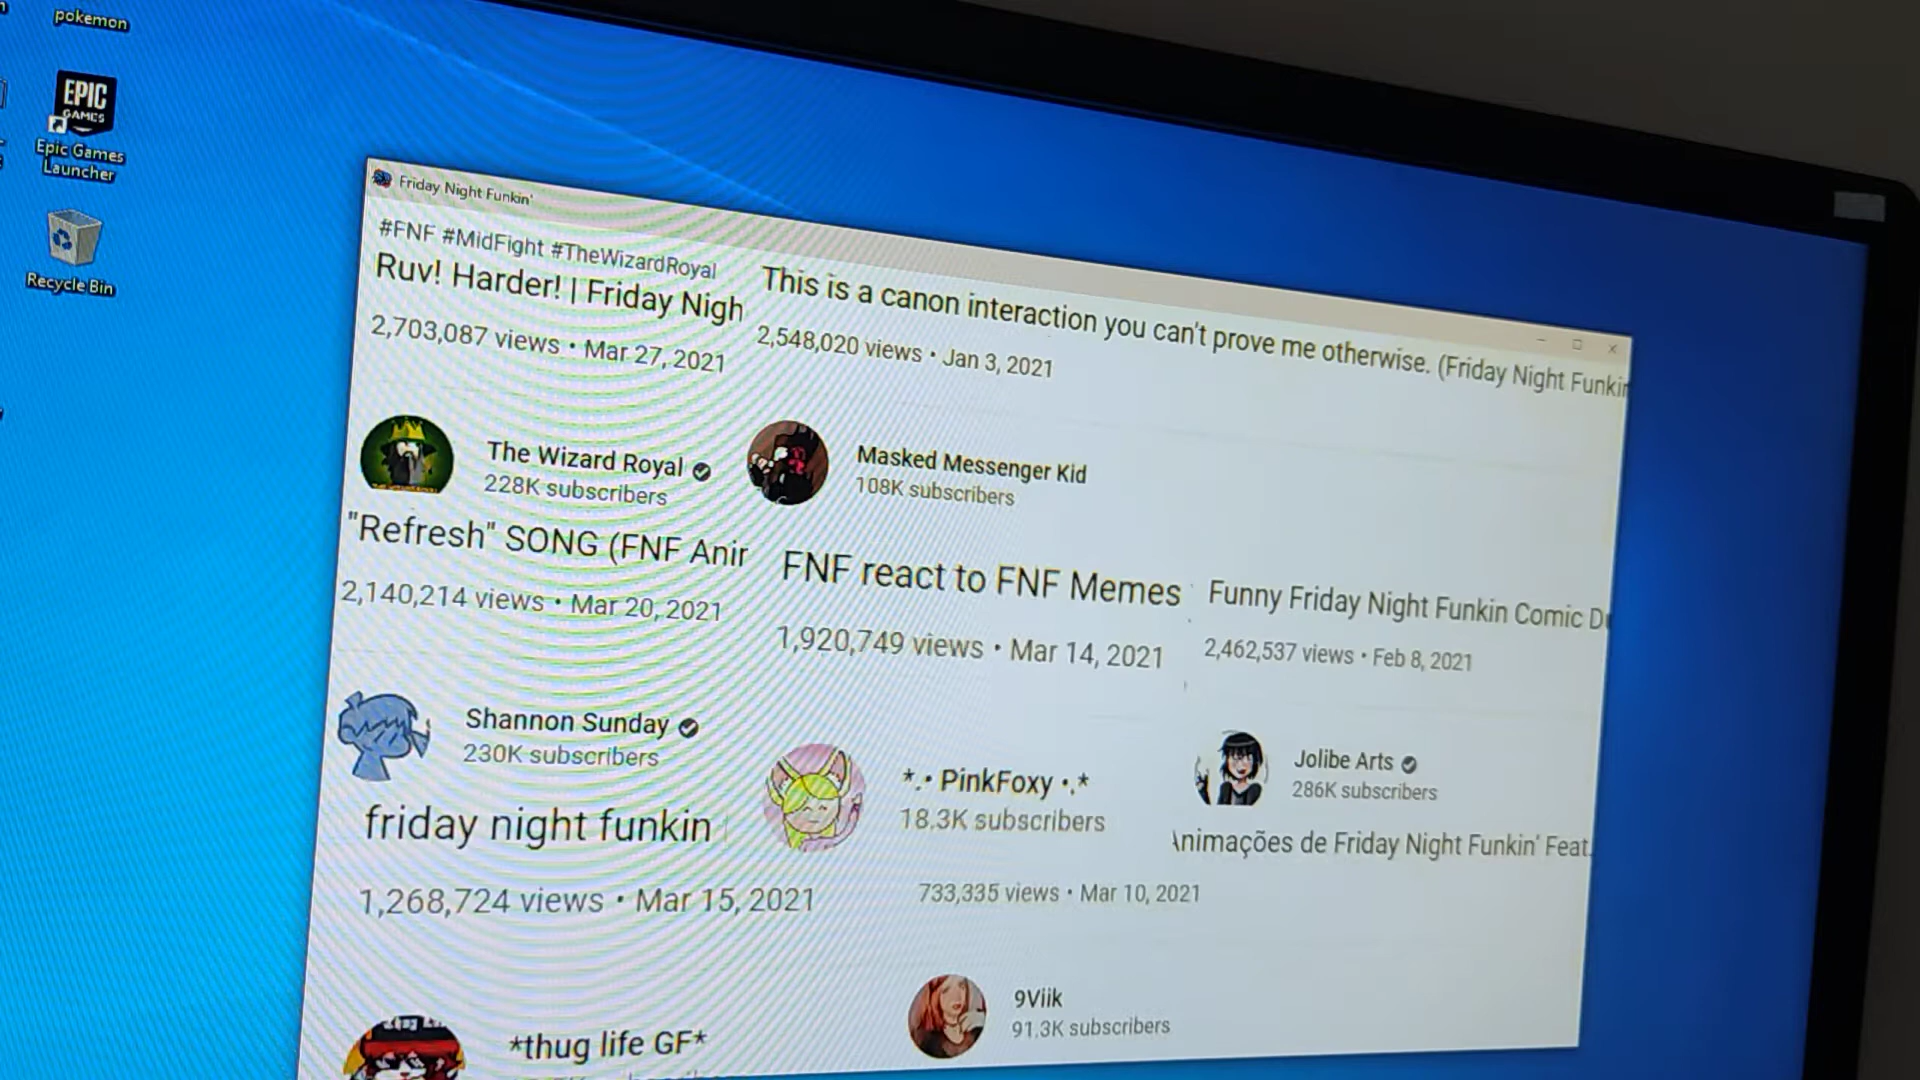 pokemon
EPIC
GAMES
Epic Games
Launcher
Recycle Bin
Friday Night Funkin'
#FNF #MidFight #TheWizardRoyal
Ruv! Harder! | Friday Nigh
2,703,087 views • Mar 27, 2021
This is a canon interaction you can't prove me otherwise. (Friday Night Funkin
2,548,020 views • Jan 3, 2021
The Wizard Royal
228K subscribers
Masked Messenger Kid
108K subscribers
"Refresh" SONG (FNF Anir
2,140,214 views • Mar 20, 2021
FNF react to FNF Memes
1,920,749 views • Mar 14, 2021
Funny Friday Night Funkin Comic Du
2,462,537 views • Feb 8, 2021
Shannon Sunday
230K subscribers
*.• PinkFoxy •.*
18.3K subscribers
Jolibe Arts
286K subscribers
friday night funkin
1,268,724 views • Mar 15, 2021
Animações de Friday Night Funkin' Feat.
733,335 views • Mar 10, 2021
*thug life GF*
9Viik
91.3K subscribers